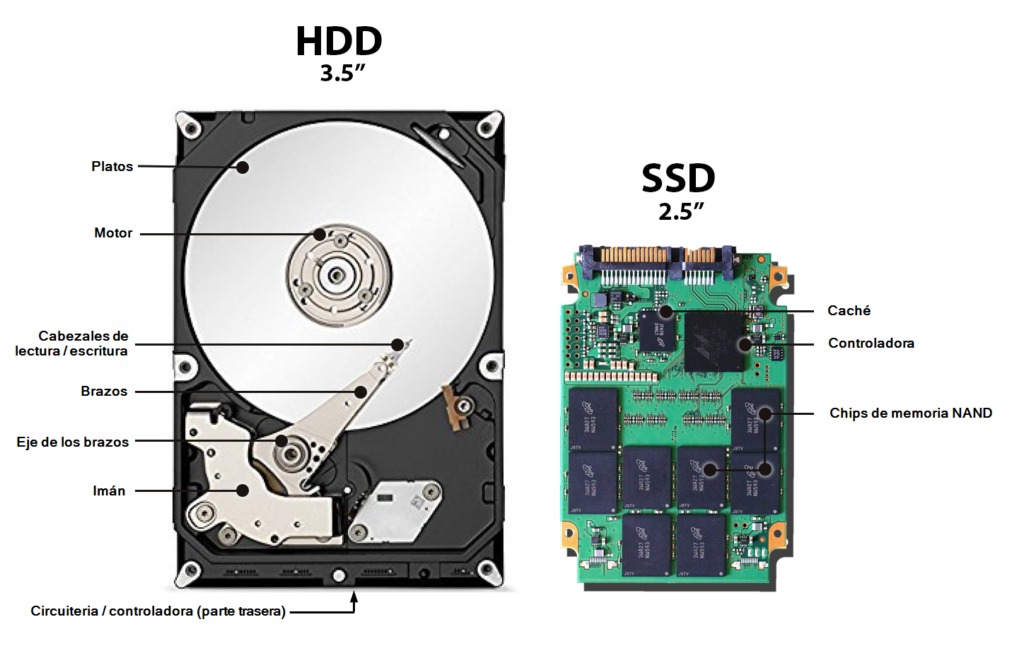 HDD
3.5”
Platos
Motor
Cabezales de
lectura / escritura
Brazos
Eje de los brazos
Imán
Circuiteria / controladora (parte trasera)
SSD
2.5”
Caché
Controladora
Chips de memoria NAND